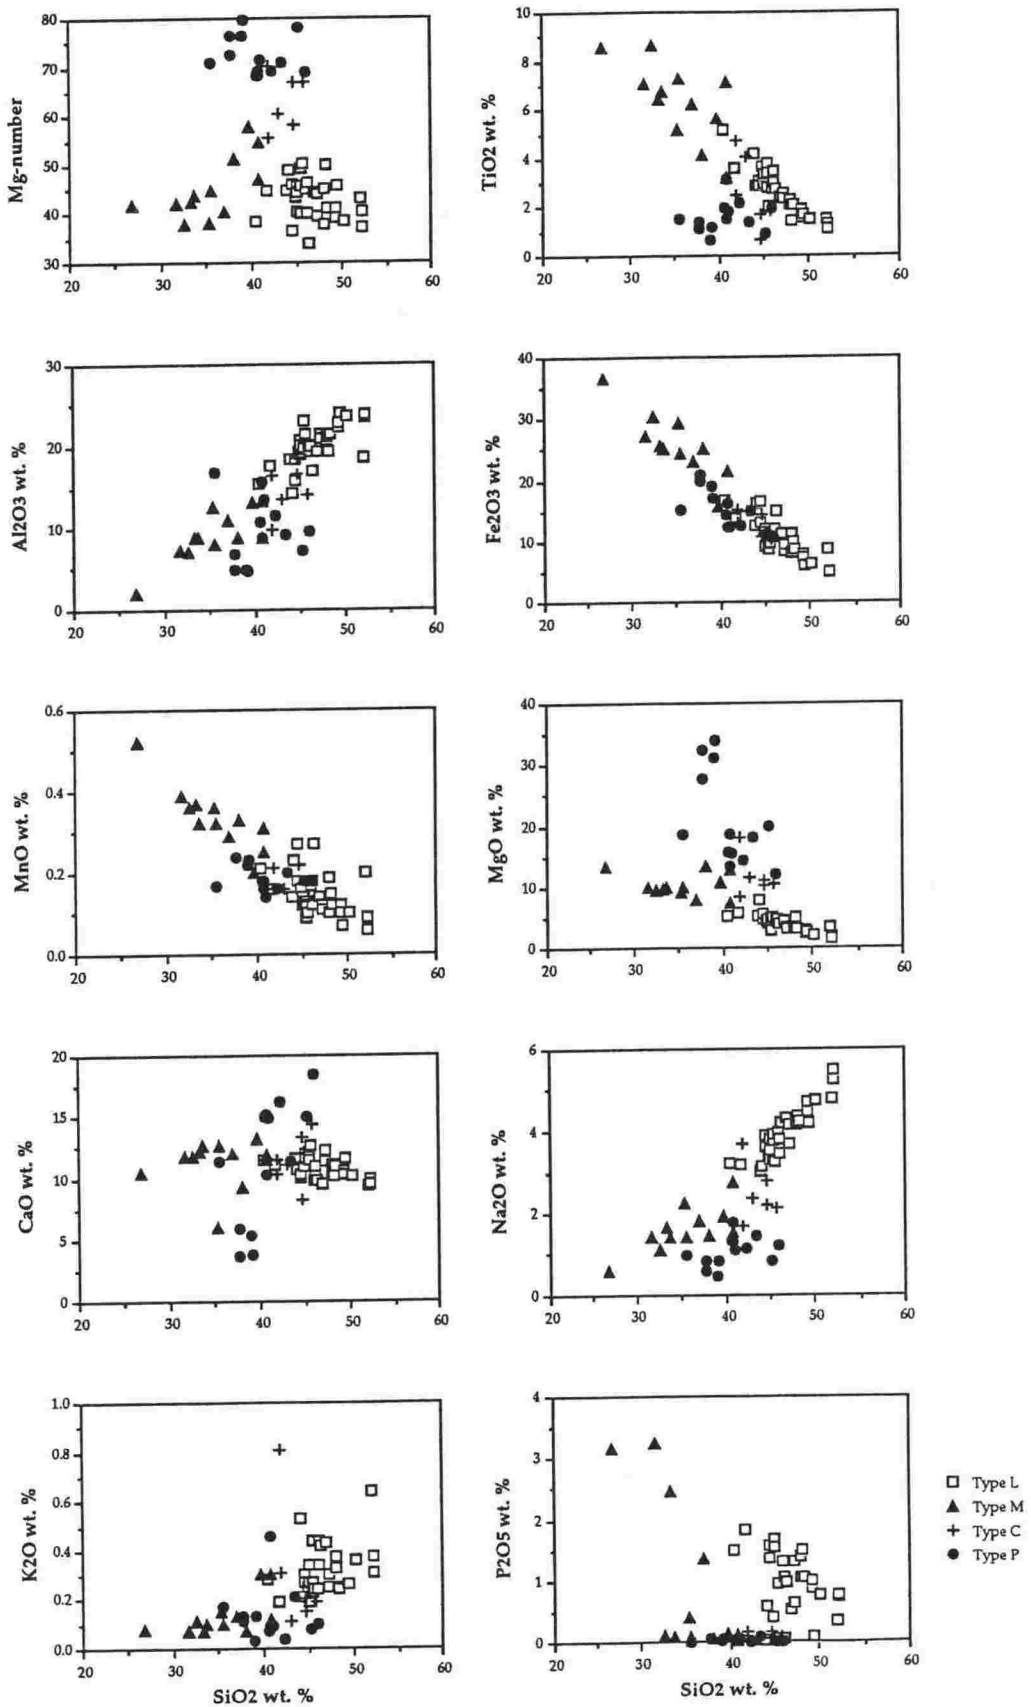 Mg-number
80
70
60
50
40
30
20 30 40 50 60
TiO2 wt. %
10
8
6
4
2
0
20 30 40 50 60
Al2O3 wt. %
30
20
10
0
20 30 40 50 60
Fe2O3 wt. %
40
30
20
10
0
20 30 40 50 60
MnO wt. %
0.6
0.4
0.2
0.0
20 30 40 50 60
MgO wt. %
40
30
20
10
0
20 30 40 50 60
CaO wt. %
20
15
10
5
0
20 30 40 50 60
Na2O wt. %
6
4
2
0
20 30 40 50 60
K2O wt. %
1.0
0.8
0.6
0.4
0.2
0.0
20 30 40 50 60
SiO2 wt. %
P2O5 wt. %
4
3
2
1
0
20 30 40 50 60
SiO2 wt. %
Type L
Type M
Type C
Type P